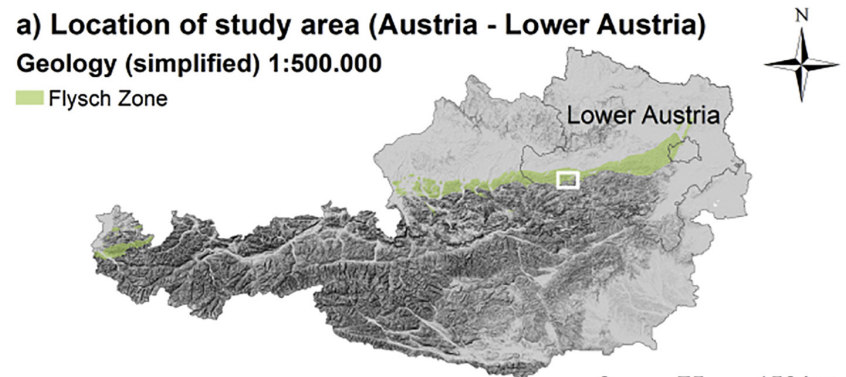 a) Location of study area (Austria - Lower Austria)
N
Geology (simplified) 1:500.000
Flysch Zone
Lower Austria